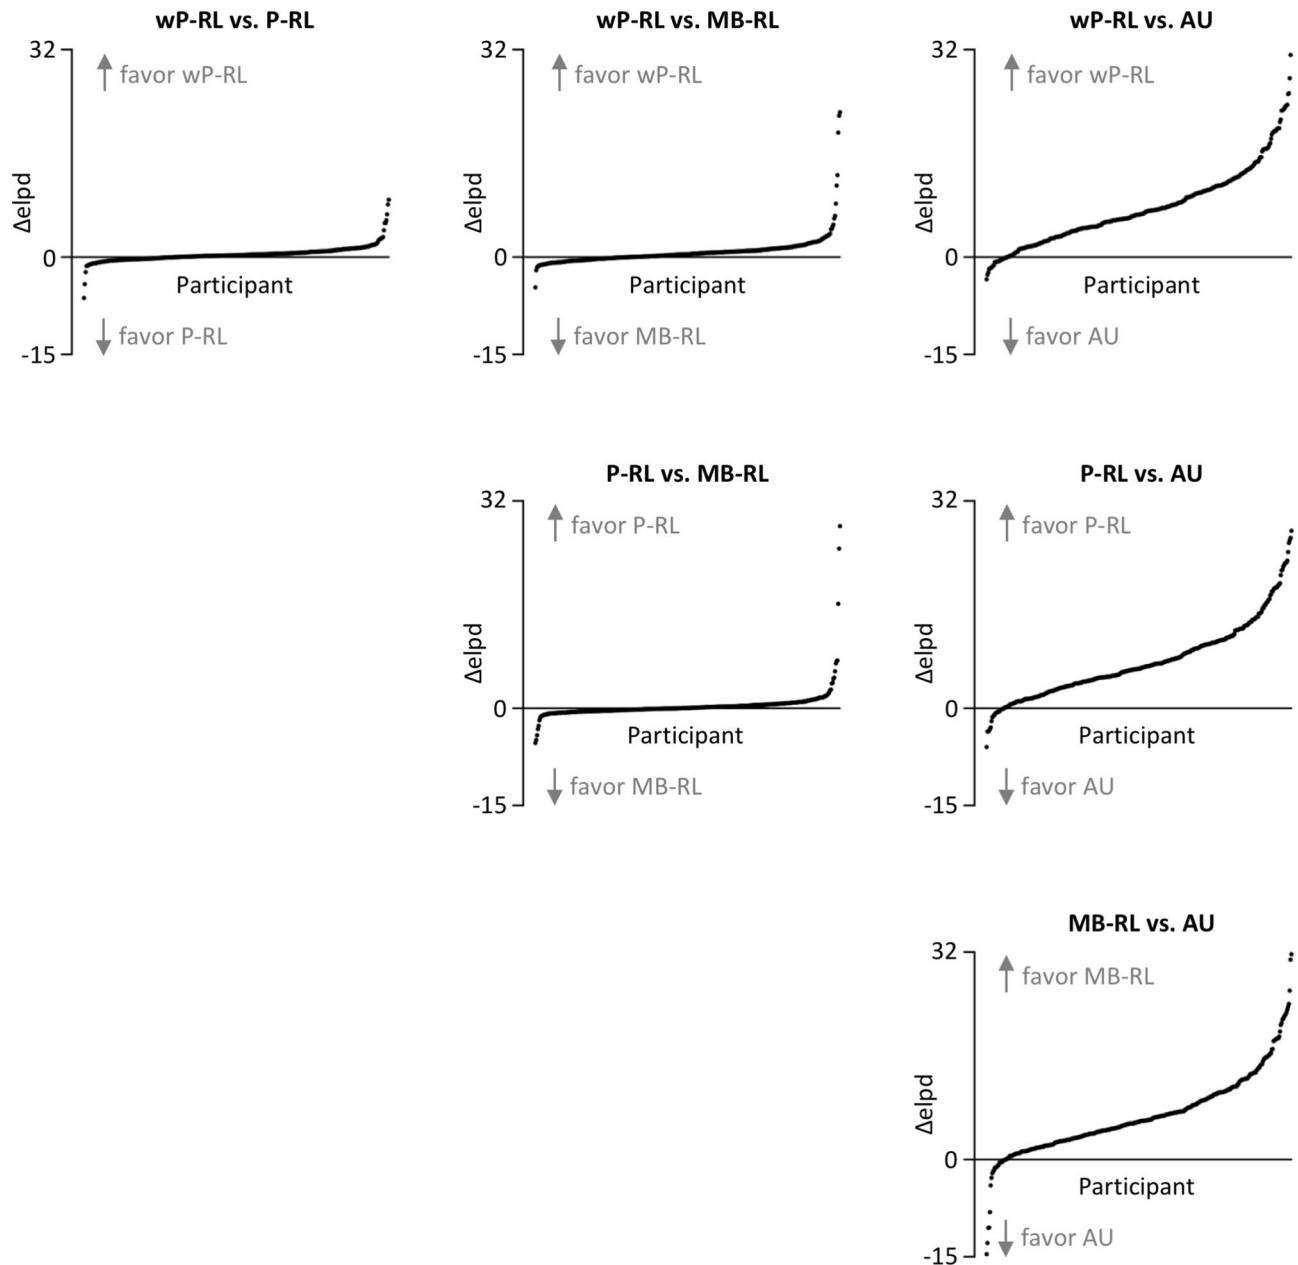 wP-RL vs. P-RL
32
favor wP-RL
Δelpd
0
Participant
favor P-RL
-15
wP-RL vs. MB-RL
32
favor wP-RL
Δelpd
0
Participant
favor MB-RL
-15
wP-RL vs. AU
32
favor wP-RL
Δelpd
0
Participant
favor AU
-15
P-RL vs. MB-RL
32
favor P-RL
Δelpd
0
Participant
favor MB-RL
-15
P-RL vs. AU
32
favor P-RL
Δelpd
0
Participant
favor AU
-15
MB-RL vs. AU
32
favor MB-RL
Δelpd
0
Participant
favor AU
-15